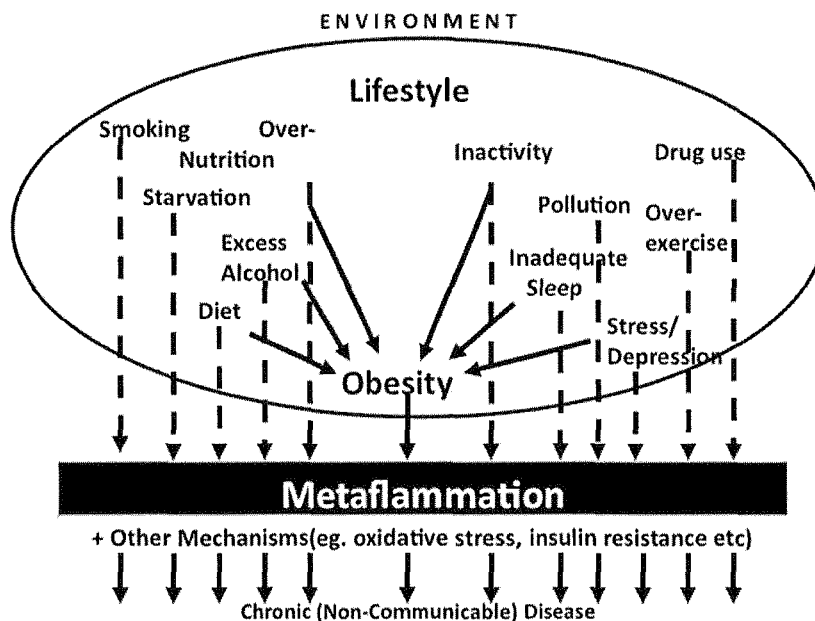 ENVIRONMENT
Lifestyle
Smoking
Over-
Nutrition
Inactivity
Drug use
Starvation
Pollution
Over-
exercise
Excess
Alcohol
Inadequate
Sleep
Diet
Stress/
Depression
Obesity
Metaflammation
+ Other Mechanisms(eg. oxidative stress, insulin resistance etc)
Chronic (Non-Communicable) Disease